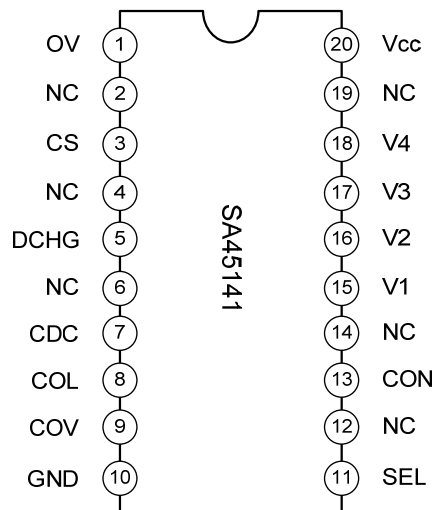 OV 1 20 Vcc
NC 2 19 NC
CS 3 18 V4
NC 4 17 V3
DCHG 5 16 V2
NC 6 15 V1
CDC 7 14 NC
COL 8 13 CON
COV 9 12 NC
GND 10 11 SEL
SA45141